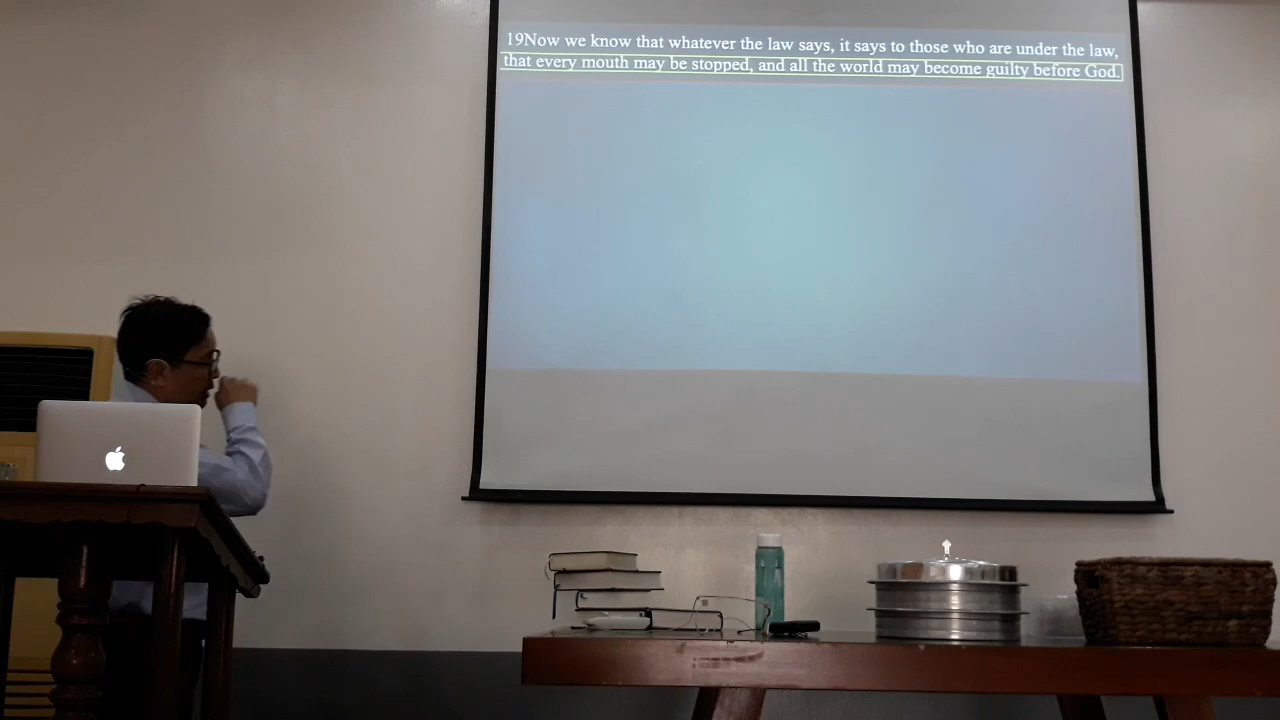 19Now we know that whatever the law says, it says to those who are under the law,
that every mouth may be stopped, and all the world may become guilty before God.